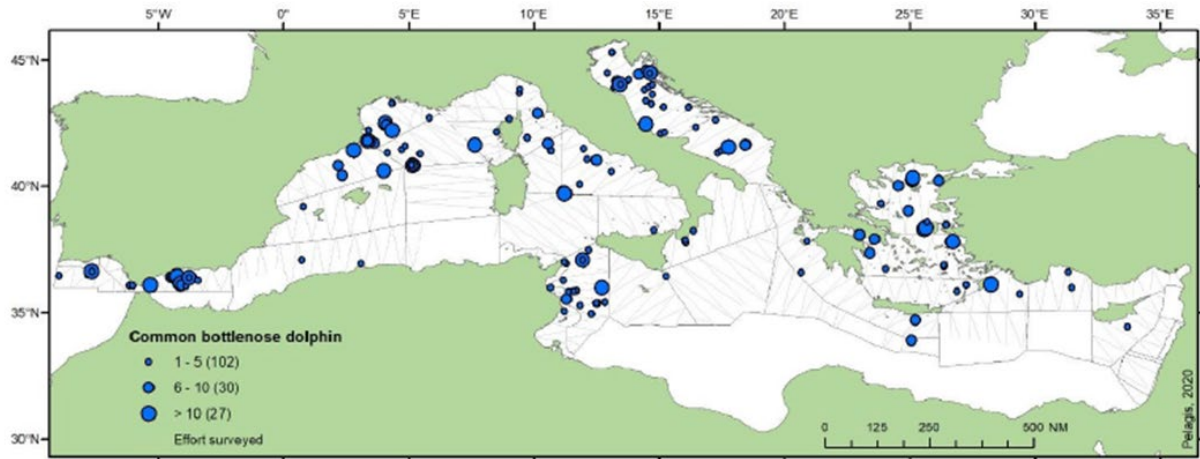 5°W 0° 5°E 10°E 15°E 20°E 25°E 30°E 35°E
45°N
40°N
35°N
30°N
Common bottlenose dolphin
1 - 5 (102)
6 - 10 (30)
> 10 (27)
Effort surveyed
0 125 250 500 NM
Pelagis, 2020